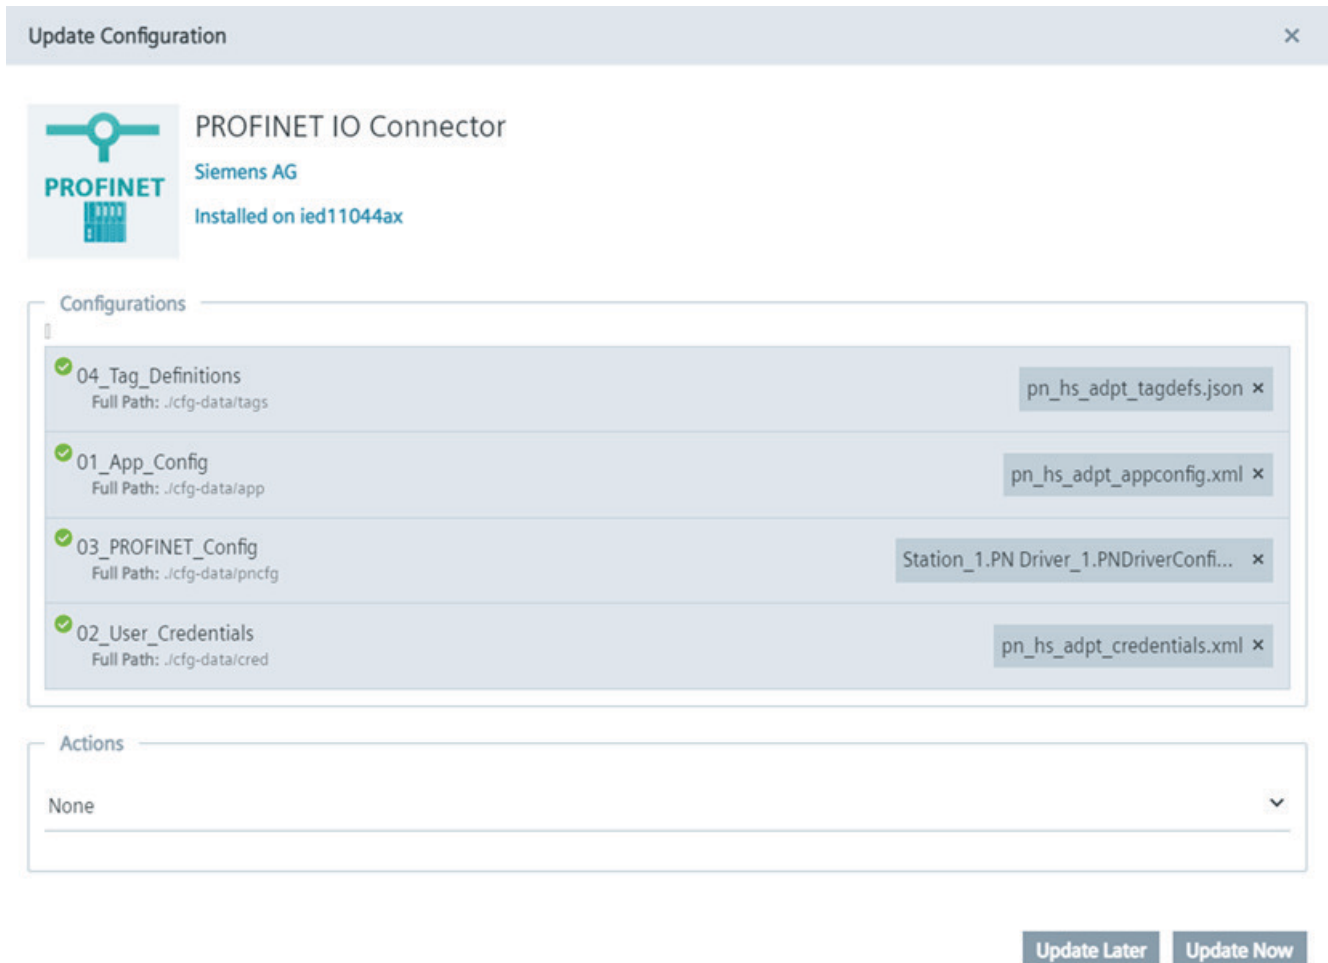 Update Configuration ×
PROFINET IO Connector
Siemens AG
PROFINET
Installed on ied11044ax
Configurations
04_Tag_Definitions
Full Path: ./cfg-data/tags
pn_hs_adpt_tagdefs.json ×
01_App_Config
Full Path: ./cfg-data/app
pn_hs_adpt_appconfig.xml ×
03_PROFINET_Config
Full Path: ./cfg-data/pncfg
Station_1.PN Driver_1.PNDriverConfi... ×
02_User_Credentials
Full Path: ./cfg-data/cred
pn_hs_adpt_credentials.xml ×
Actions
None
Update Later
Update Now